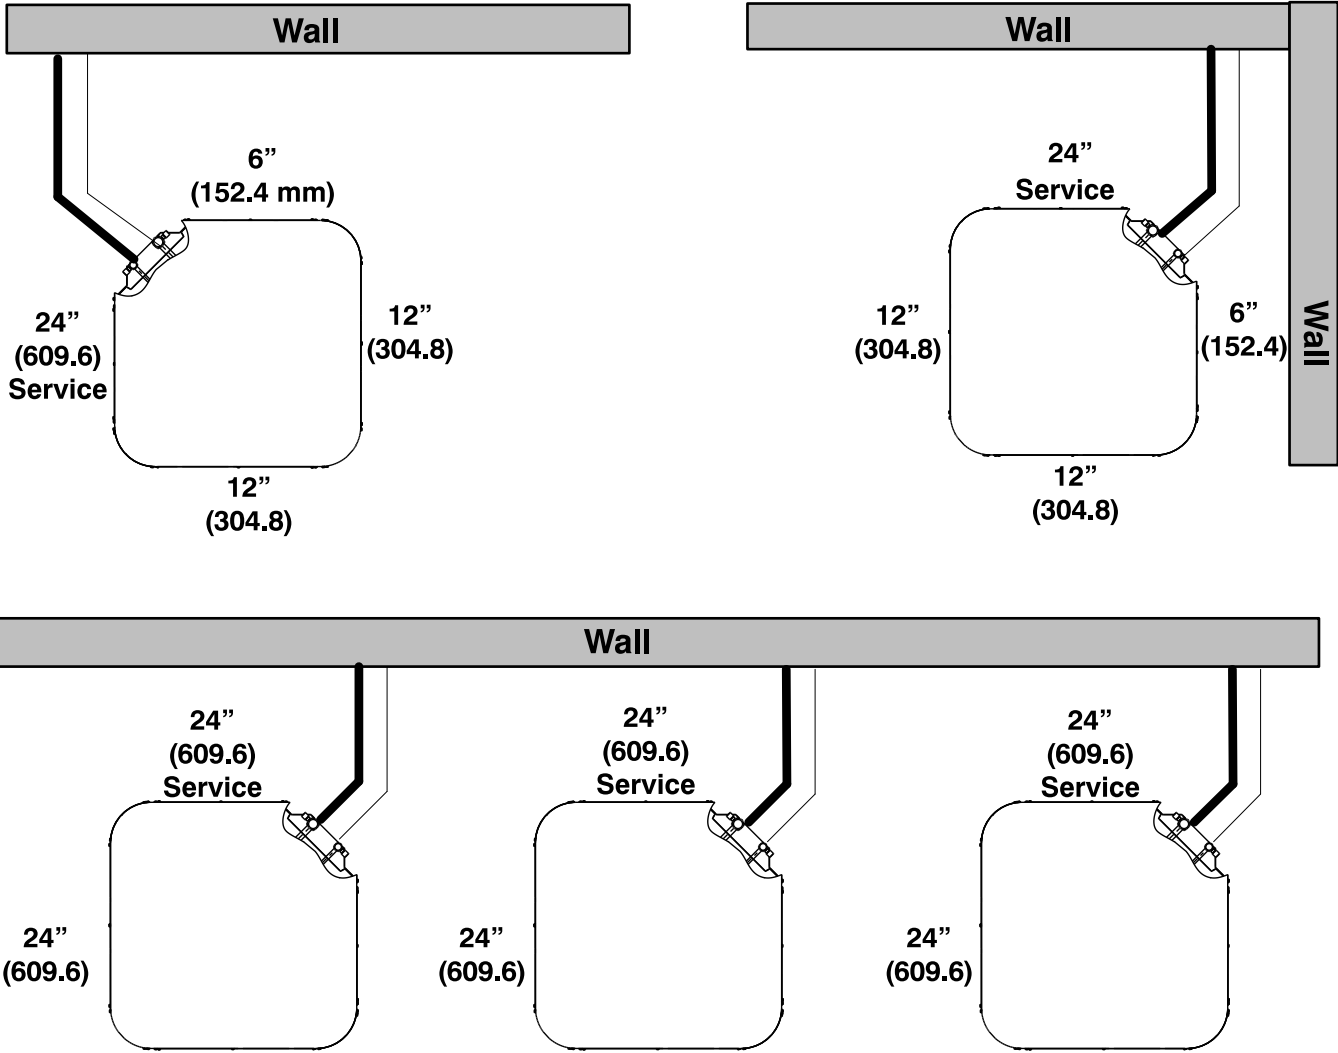 Wall
6”
(152.4 mm)
24”
(609.6)
Service
12”
(304.8)
12”
(304.8)
Wall
24”
Service
12”
(304.8)
6”
(152.4)
Wall
12”
(304.8)
Wall
24”
(609.6)
Service
24”
(609.6)
Service
24”
(609.6)
Service
24”
(609.6)
24”
(609.6)
24”
(609.6)